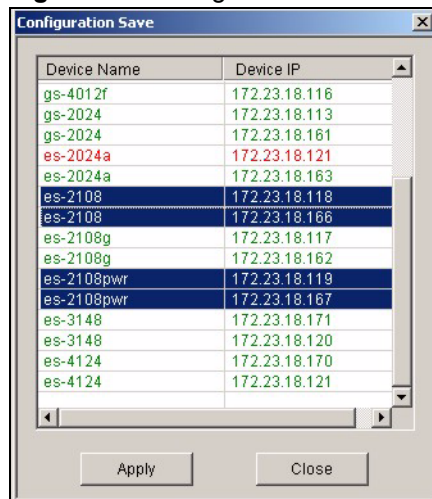 Configuration Save
Device Name Device IP
gs-4012f 172.23.18.116
gs-2024 172.23.18.113
gs-2024 172.23.18.161
es-2024a 172.23.18.121
es-2024a 172.23.18.163
es-2108 172.23.18.118
es-2108 172.23.18.166
es-2108g 172.23.18.117
es-2108g 172.23.18.162
es-2108pwr 172.23.18.119
es-2108pwr 172.23.18.167
es-3148 172.23.18.171
es-3148 172.23.18.120
es-4124 172.23.18.170
es-4124 172.23.18.121
Apply Close